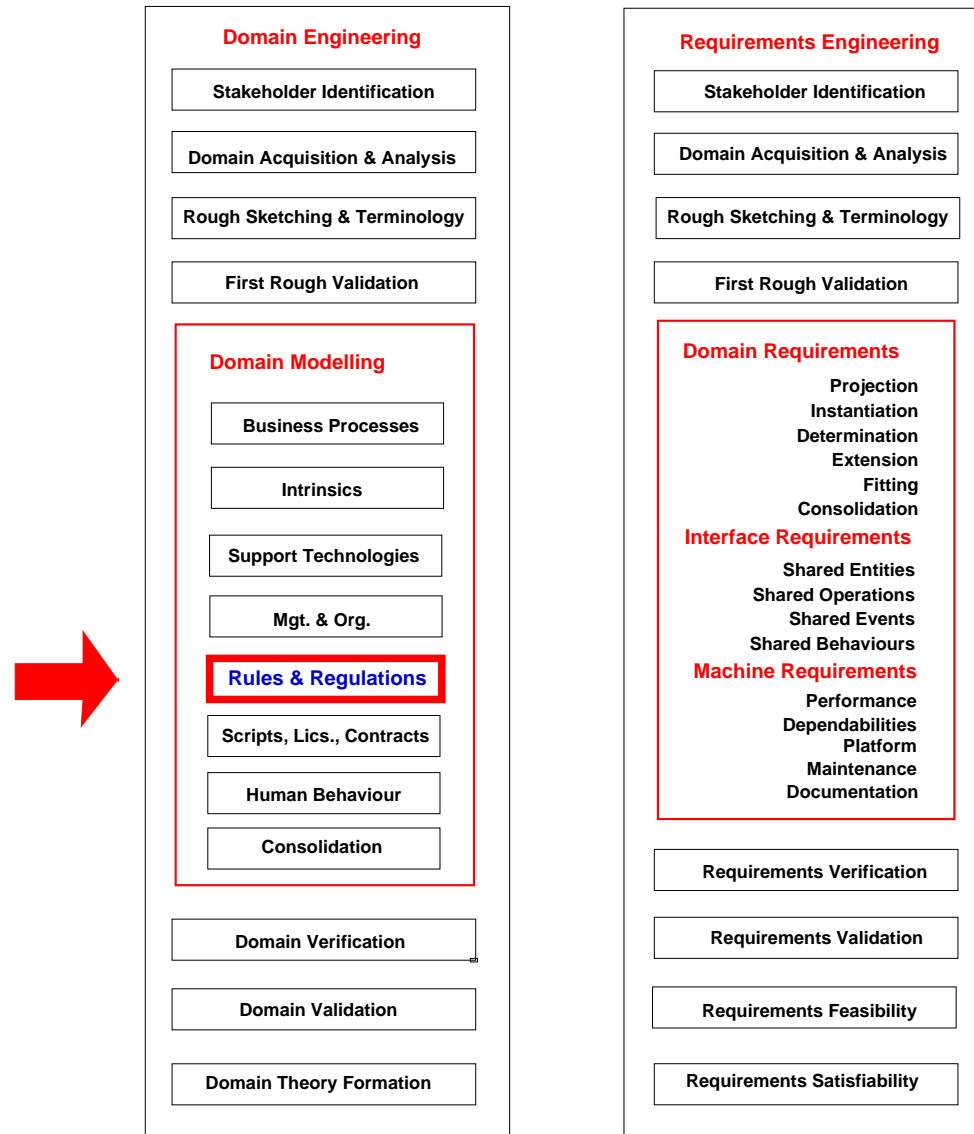 Domain Engineering
Stakeholder Identification
Domain Acquisition & Analysis
Rough Sketching & Terminology
First Rough Validation
Domain Modelling
Business Processes
Intrinsics
Support Technologies
Mgt. & Org.
Rules & Regulations
Scripts, Lics., Contracts
Human Behaviour
Consolidation
Domain Verification
Domain Validation
Domain Theory Formation
Requirements Engineering
Stakeholder Identification
Domain Acquisition & Analysis
Rough Sketching & Terminology
First Rough Validation
Domain Requirements
Projection
Instantiation
Determination
Extension
Fitting
Consolidation
Interface Requirements
Shared Entities
Shared Operations
Shared Events
Shared Behaviours
Machine Requirements
Performance
Dependabilities
Platform
Maintenance
Documentation
Requirements Verification
Requirements Validation
Requirements Feasibility
Requirements Satisfiability